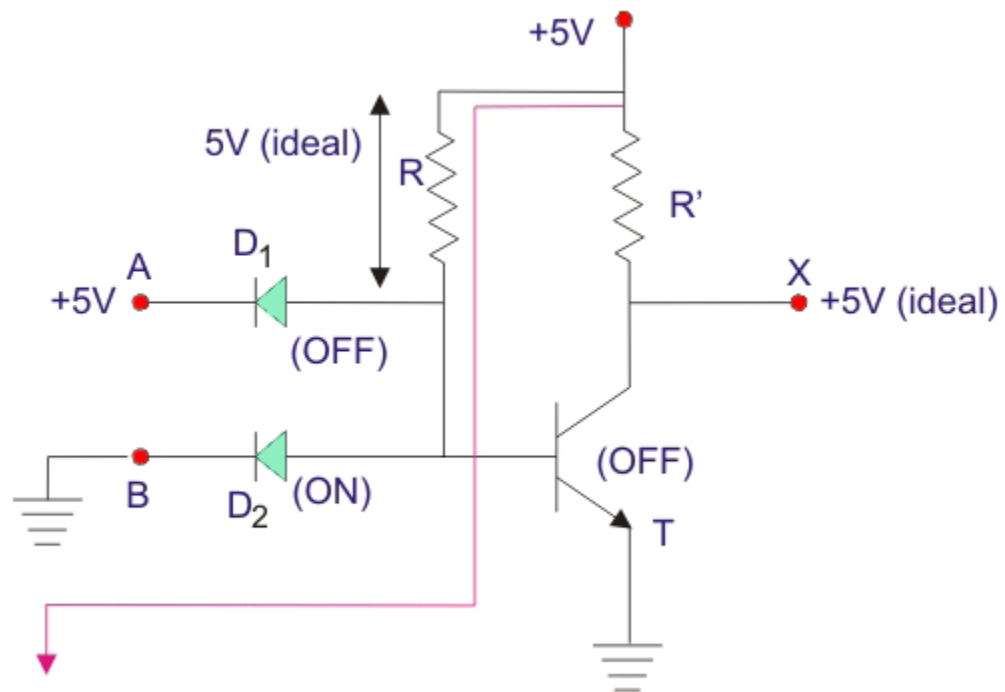 +5V
5V (ideal)
R
R’
D1
A
+5V
(OFF)
X
+5V (ideal)
B
D2
(ON)
(OFF)
T